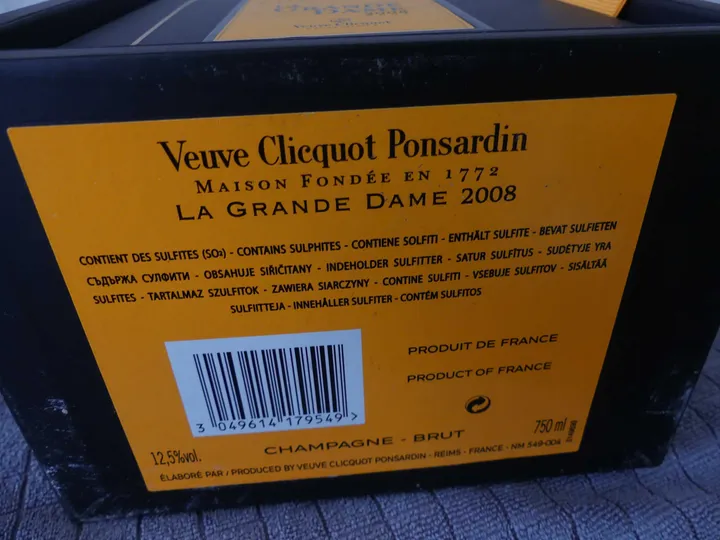 Veuve Clicquot
Veuve Clicquot Ponsardin
MAISON FONDÉE EN 1772
LA GRANDE DAME 2008
CONTIENT DES SULFITES (SO2) - CONTAINS SULPHITES - CONTIENE SOLFITI - ENTHÄLT SULFITE - BEVAT SULFIETEN
СЪДЪРЖА СУЛФИТИ - OBSAHUJE SIŘIČITANY - INDEHOLDER SULFITTER - SATUR SULFĪTUS - SUDĖTYJE YRA
SULFITES - TARTALMAZ SZULFITOK - ZAWIERA SIARCZYNY - CONTINE SULFITI - VSEBUJE SULFITOV - SISÄLTÄÄ
SULFIITTEJA - INNEHÅLLER SULFITER - CONTÉM SULFITOS
PRODUIT DE FRANCE
PRODUCT OF FRANCE
3 049614 179549 >
12,5%vol.
CHAMPAGNE - BRUT
750 ml
ÉLABORÉ PAR / PRODUCED BY VEUVE CLICQUOT PONSARDIN - REIMS - FRANCE - NM 549-004